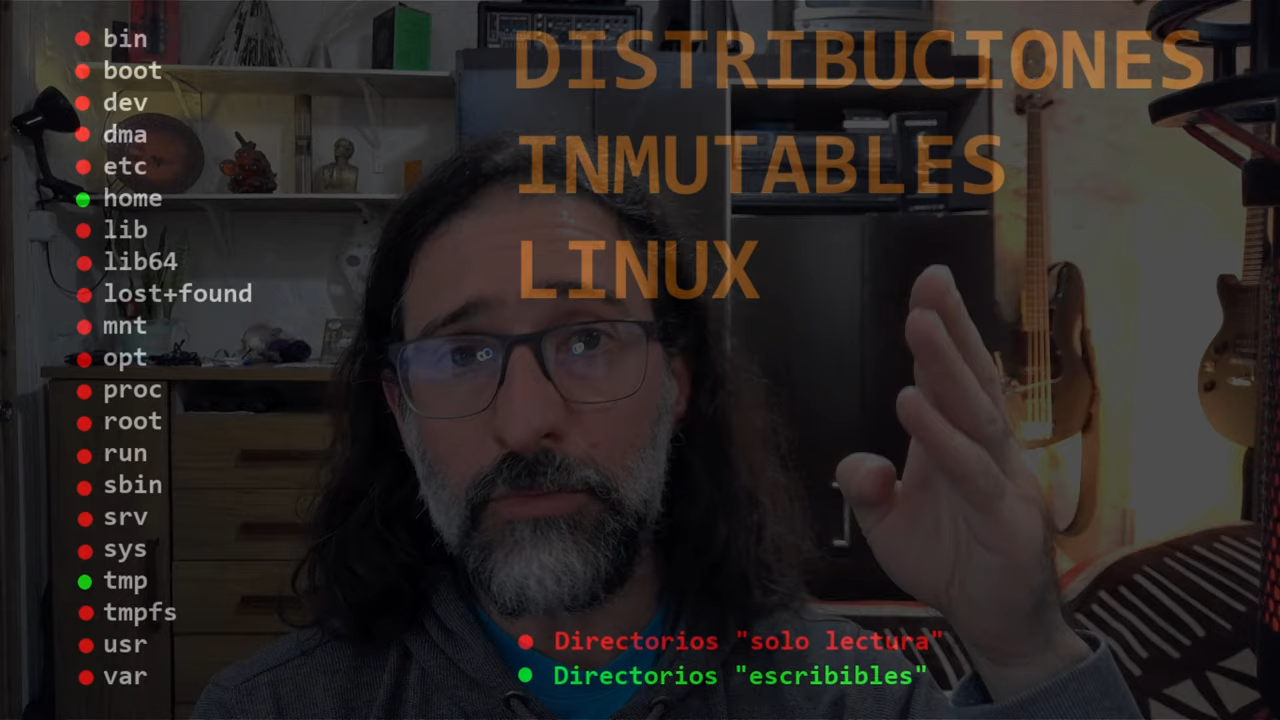 bin
boot
dev
dma
etc
home
lib
lib64
lost+found
mnt
opt
proc
root
run
sbin
srv
sys
tmp
tmpfs
usr
var
DISTRIBUCIONES
INMUTABLES
LINUX
Directorios "solo lectura"
Directorios "escribibles"